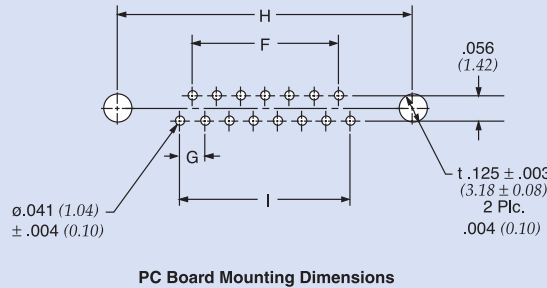 H
F
.056
(1.42)
G
I
ø.041 (1.04)
± .004 (0.10)
t .125 ± .003
(3.18 ± 0.08)
2 Plc.
.004 (0.10)
PC Board Mounting Dimensions